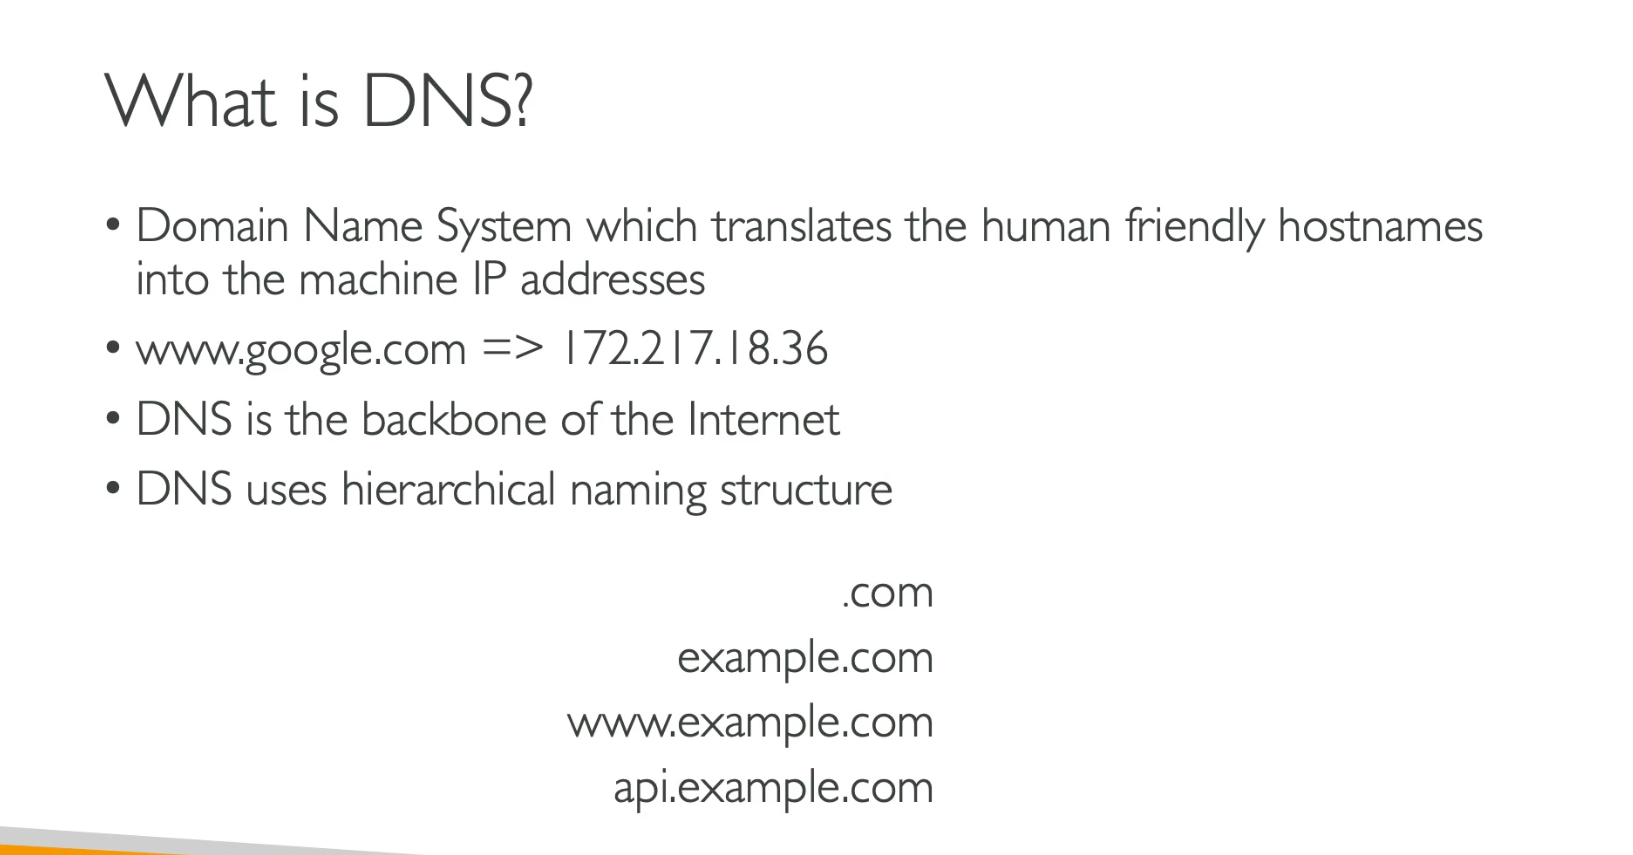 What is DNS?
• Domain Name System which translates the human friendly hostnames
into the machine IP addresses
• www.google.com => 172.217.18.36
• DNS is the backbone of the Internet
• DNS uses hierarchical naming structure
.com
example.com
www.example.com
api.example.com